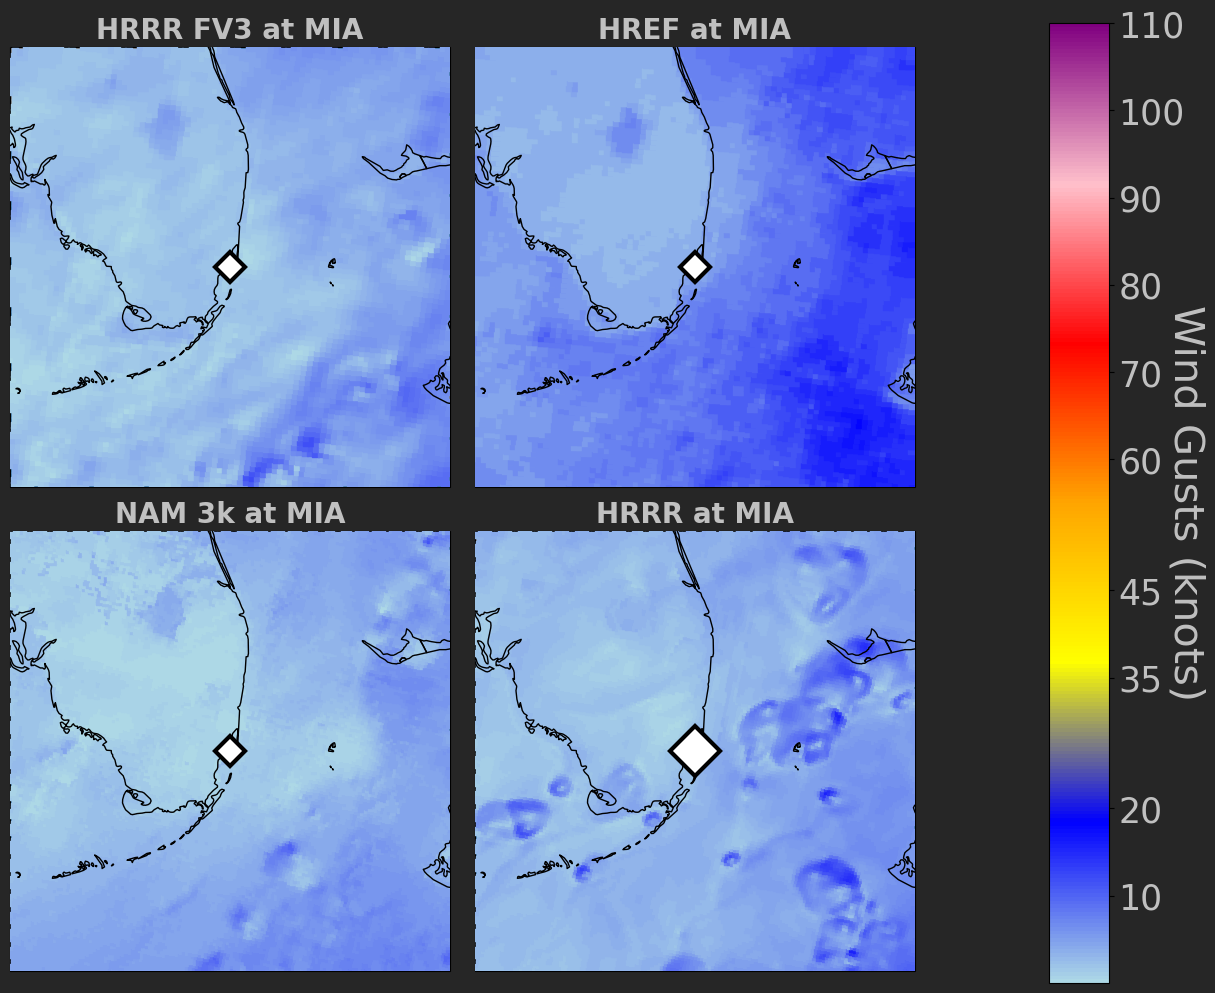 HRRR FV3 at MIA
HREF at MIA
NAM 3k at MIA
HRRR at MIA
110
100
90
80
70
60
45
35
20
10
Wind Gusts (knots)